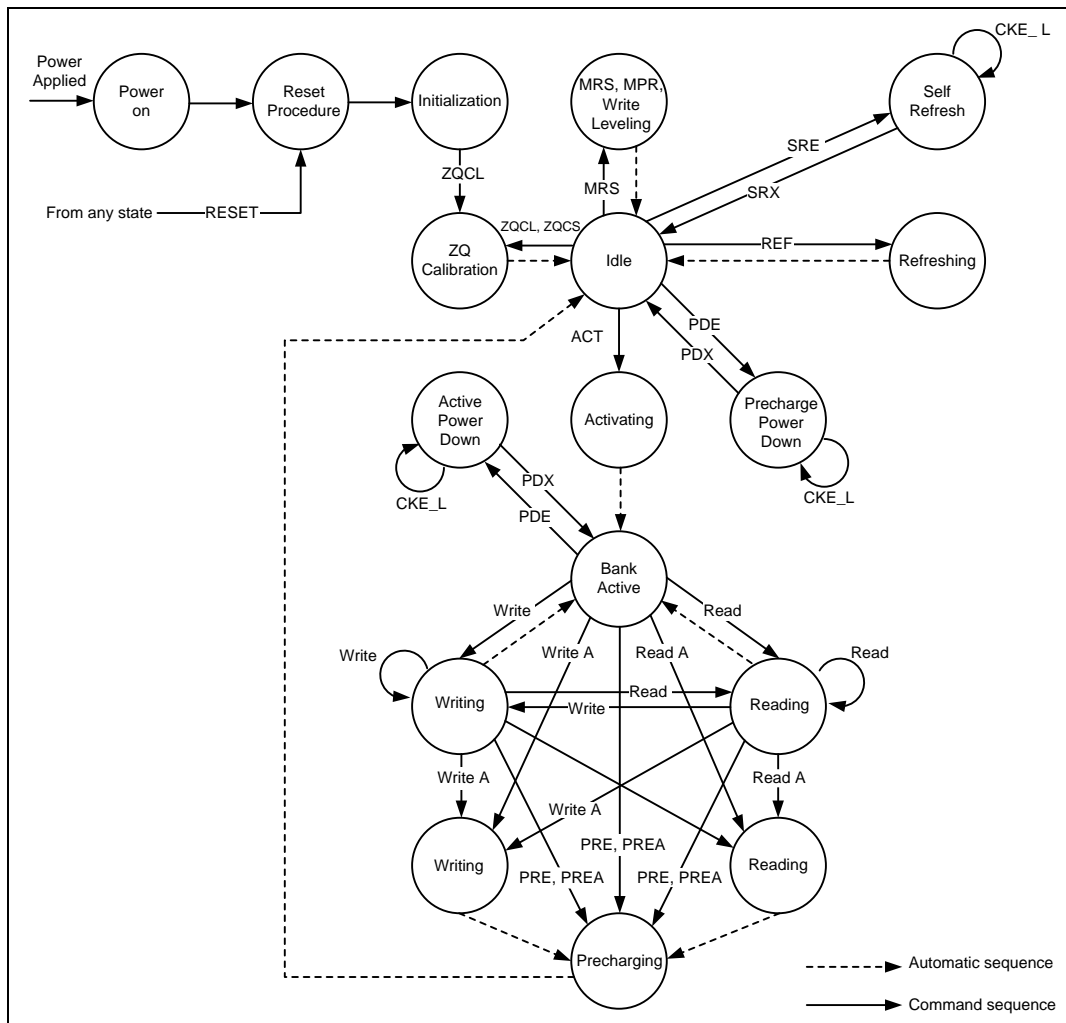 CKE_ L
Power
Applied
Power
on
Reset
Procedure
Initialization
MRS, MPR,
Write
Leveling
Self
Refresh
SRE
ZQCL
MRS
SRX
From any state
RESET
ZQCL, ZQCS
REF
ZQ
Calibration
Idle
Refreshing
PDE
ACT
PDX
Active
Power
Down
Activating
Precharge
Power
Down
PDX
CKE_L
CKE_L
PDE
Bank
Active
Write
Read
Write
Write A
Read A
Read
Writing
Read
Write
Reading
Write A
Read A
Write A
Writing
PRE, PREA
Reading
PRE, PREA
PRE, PREA
Precharging
Automatic sequence
Command sequence